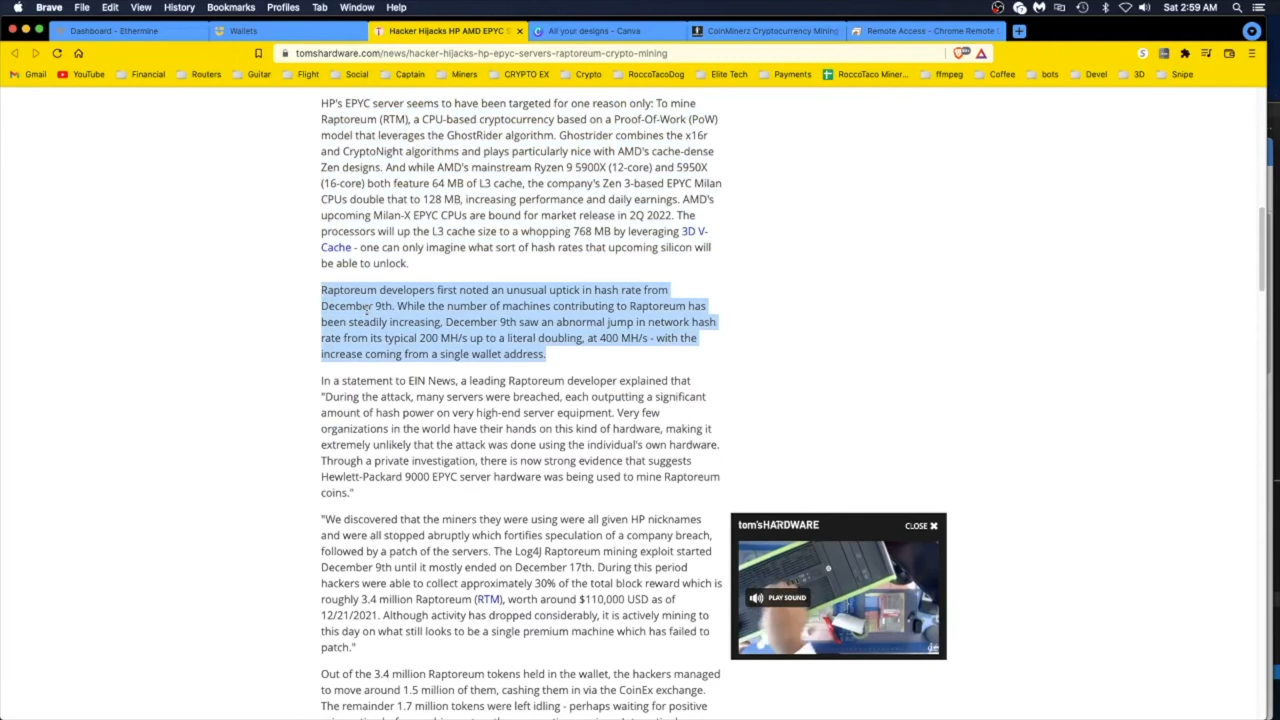 Brave File Edit View History Bookmarks Profiles Tab Window Help Sat 2:59 AM
Dashboard - Ethermine Wallets Hacker Hijacks HP AMD EPYC S All your designs - Canva CoinMinerz Cryptocurrency Mining Remote Access - Chrome Remote
tomshardware.com/news/hacker-hijacks-hp-epyc-servers-raptoreum-crypto-mining
Gmail YouTube Financial Routers Guitar Flight Social Captain Miners CRYPTO EX Crypto RoccoTacoDog Elite Tech Payments RoccoTaco Miner... ffmpeg Coffee bots Devel 3D Snipe
HP's EPYC server seems to have been targeted for one reason only: To mine
Raptoreum (RTM), a CPU-based cryptocurrency based on a Proof-Of-Work (PoW)
model that leverages the GhostRider algorithm. Ghostrider combines the x16r
and CryptoNight algorithms and plays particularly nice with AMD's cache-dense
Zen designs. And while AMD's mainstream Ryzen 9 5900X (12-core) and 5950X
(16-core) both feature 64 MB of L3 cache, the company's Zen 3-based EPYC Milan
CPUs double that to 128 MB, increasing performance and daily earnings. AMD's
upcoming Milan-X EPYC CPUs are bound for market release in 2Q 2022. The
processors will up the L3 cache size to a whopping 768 MB by leveraging 3D V-
Cache - one can only imagine what sort of hash rates that upcoming silicon will
be able to unlock.
Raptoreum developers first noted an unusual uptick in hash rate from
December 9th. While the number of machines contributing to Raptoreum has
been steadily increasing, December 9th saw an abnormal jump in network hash
rate from its typical 200 MH/s up to a literal doubling, at 400 MH/s - with the
increase coming from a single wallet address.
In a statement to EIN News, a leading Raptoreum developer explained that
"During the attack, many servers were breached, each outputting a significant
amount of hash power on very high-end server equipment. Very few
organizations in the world have their hands on this kind of hardware, making it
extremely unlikely that the attack was done using the individual's own hardware.
Through a private investigation, there is now strong evidence that suggests
Hewlett-Packard 9000 EPYC server hardware was being used to mine Raptoreum
coins."
"We discovered that the miners they were using were all given HP nicknames
and were all stopped abruptly which fortifies speculation of a company breach,
followed by a patch of the servers. The Log4J Raptoreum mining exploit started
December 9th until it mostly ended on December 17th. During this period
hackers were able to collect approximately 30% of the total block reward which is
roughly 3.4 million Raptoreum (RTM), worth around $110,000 USD as of
12/21/2021. Although activity has dropped considerably, it is actively mining to
this day on what still looks to be a single premium machine which has failed to
patch."
tom'sHARDWARE CLOSE ✖
PLAY SOUND
Out of the 3.4 million Raptoreum tokens held in the wallet, the hackers managed
to move around 1.5 million of them, cashing them in via the CoinEx exchange.
The remainder 1.7 million tokens were left idling - perhaps waiting for positive